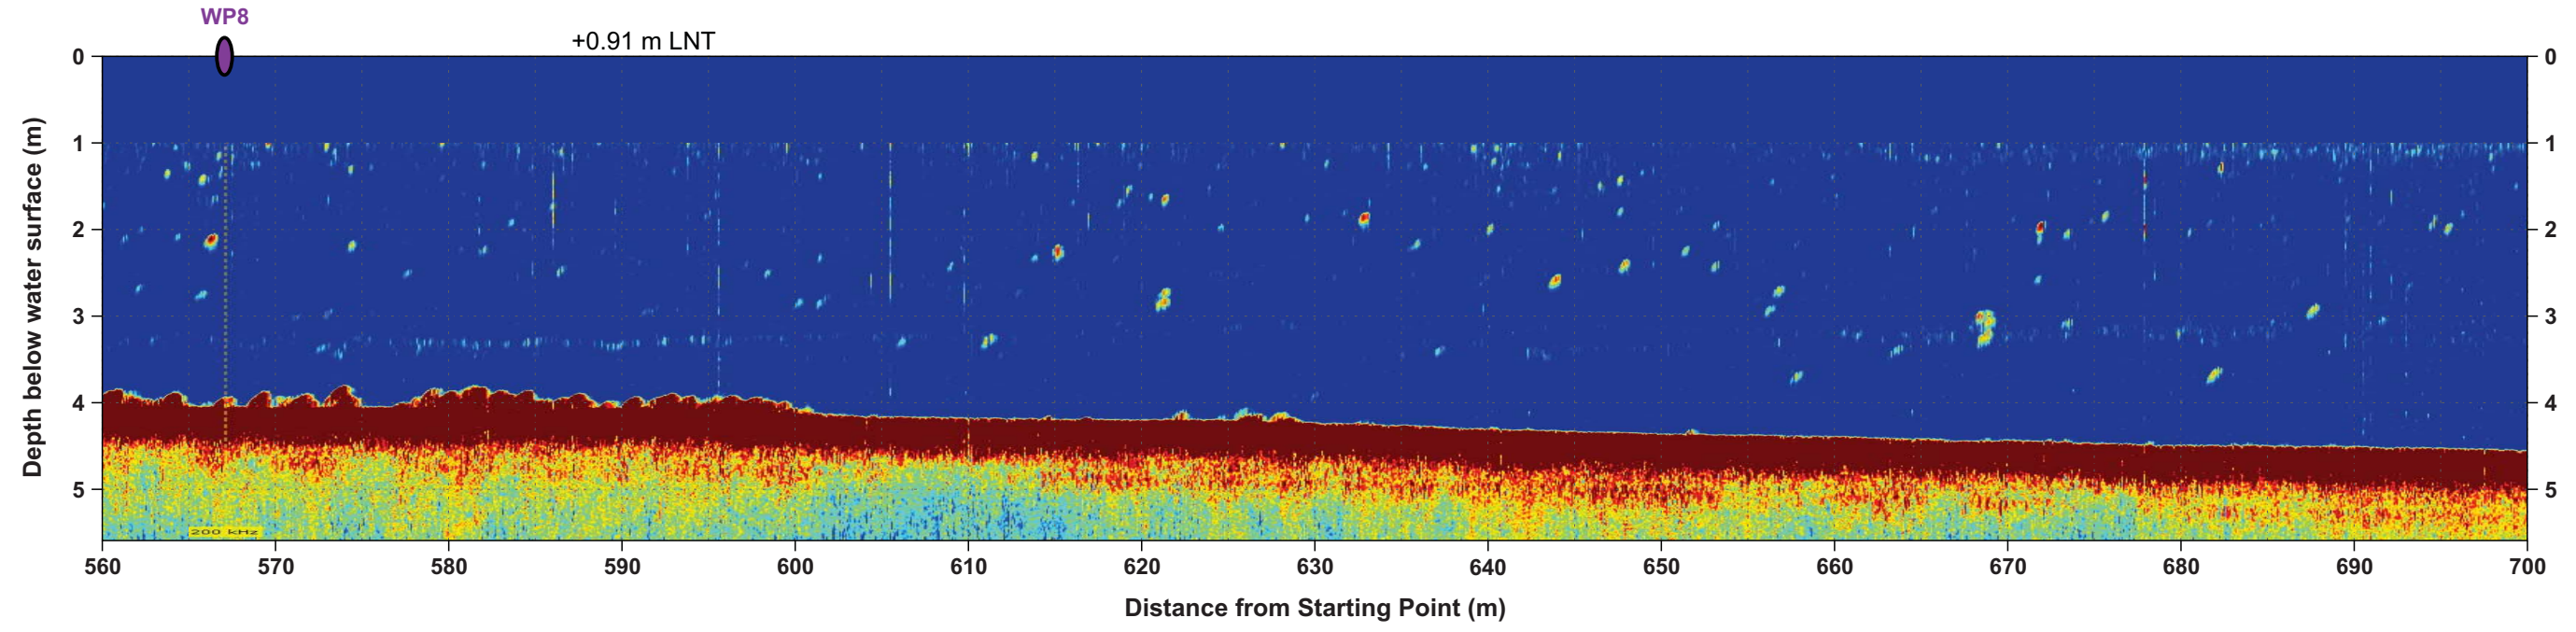 WP8
+0.91 m LNT
Depth below water surface (m)
0
1
2
3
4
5
0
1
2
3
4
5
200 kHz
560 570 580 590 600 610 620 630 640 650 660 670 680 690 700
Distance from Starting Point (m)